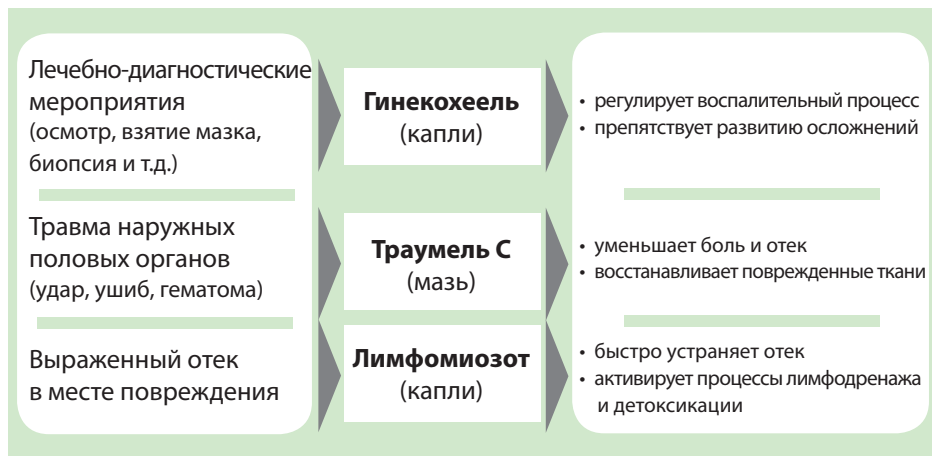 Лечебно-диагностические
мероприятия
(осмотр, взятие мазка,
биопсия и т.д.)
Гинекохеель
(капли)
• регулирует воспалительный процесс
• препятствует развитию осложнений
Травма наружных
половых органов
(удар, ушиб, гематома)
Траумель С
(мазь)
• уменьшает боль и отек
• восстанавливает поврежденные ткани
Выраженный отек
в месте повреждения
Лимфомиозот
(капли)
• быстро устраняет отек
• активирует процессы лимфодренажа
и детоксикации